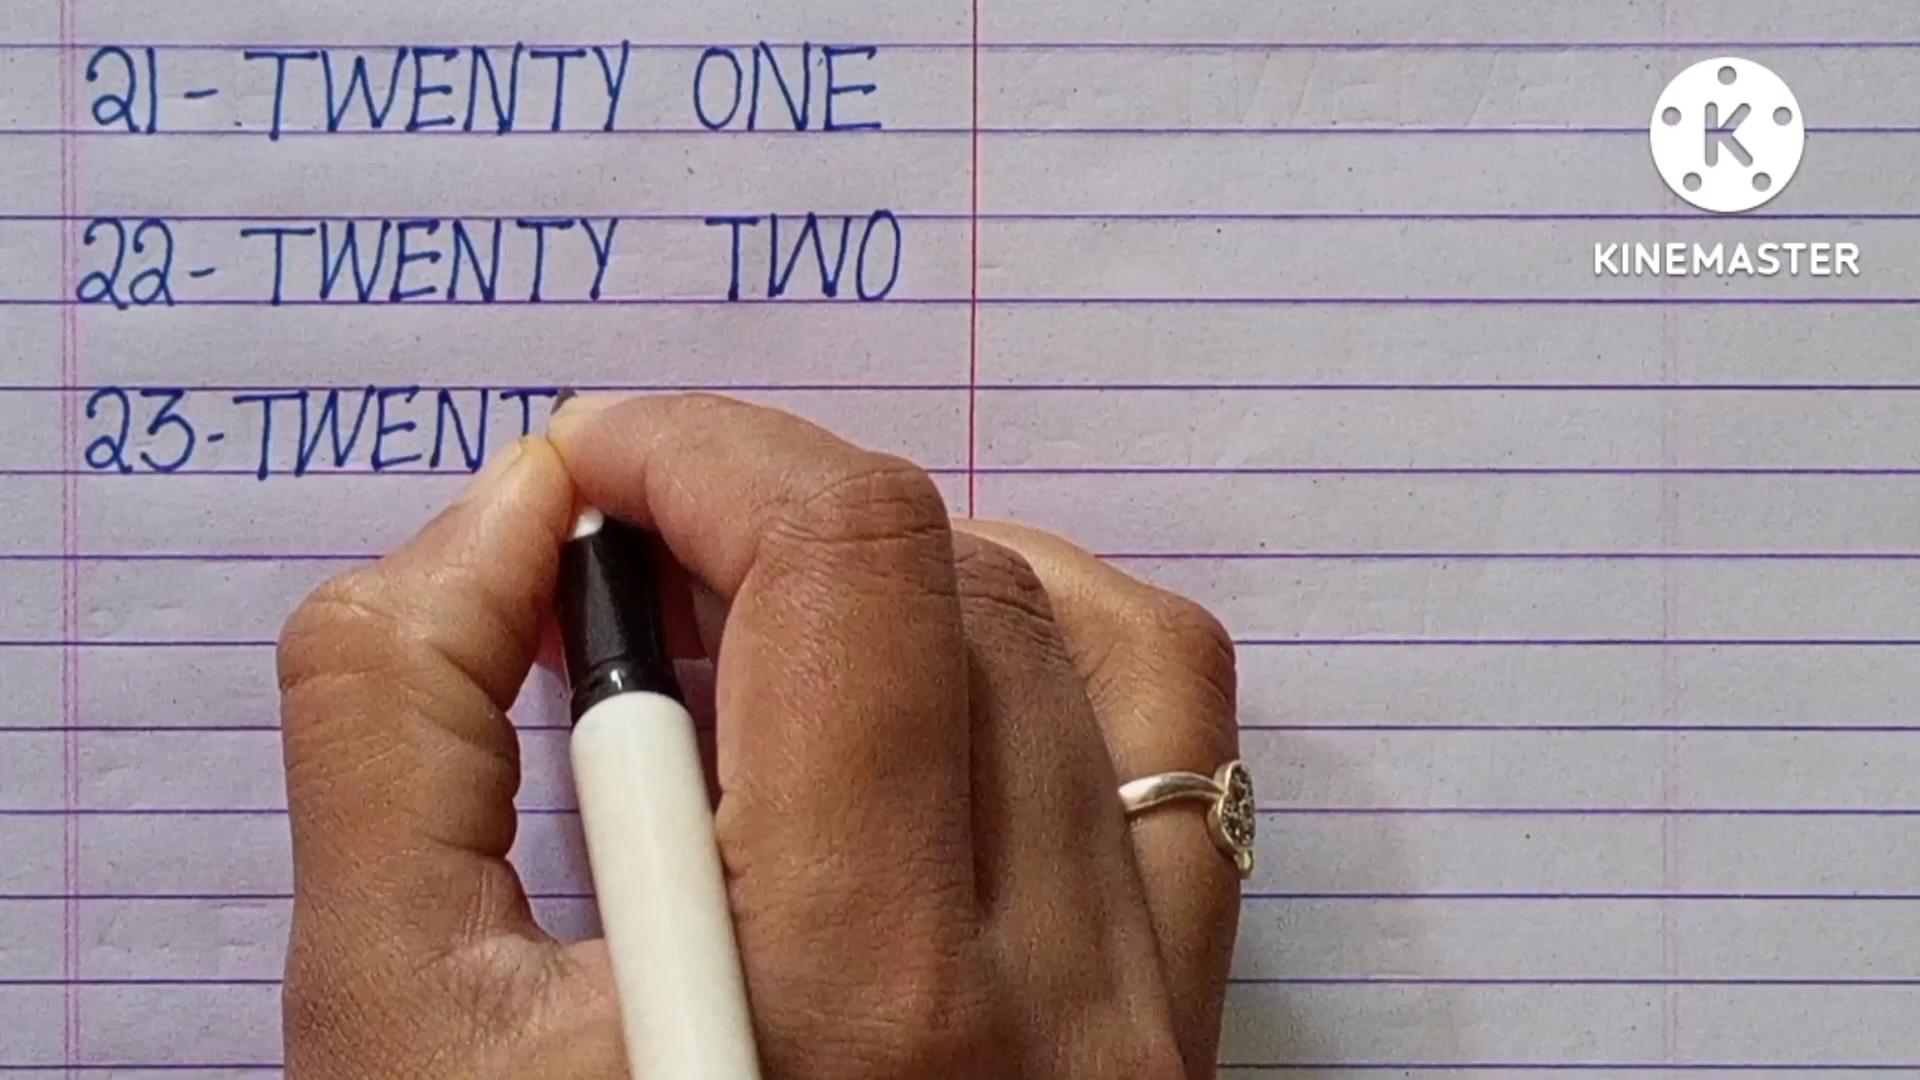 21- TWENTY ONE
22- TWENTY TWO
23-TWENT
KINEMASTER